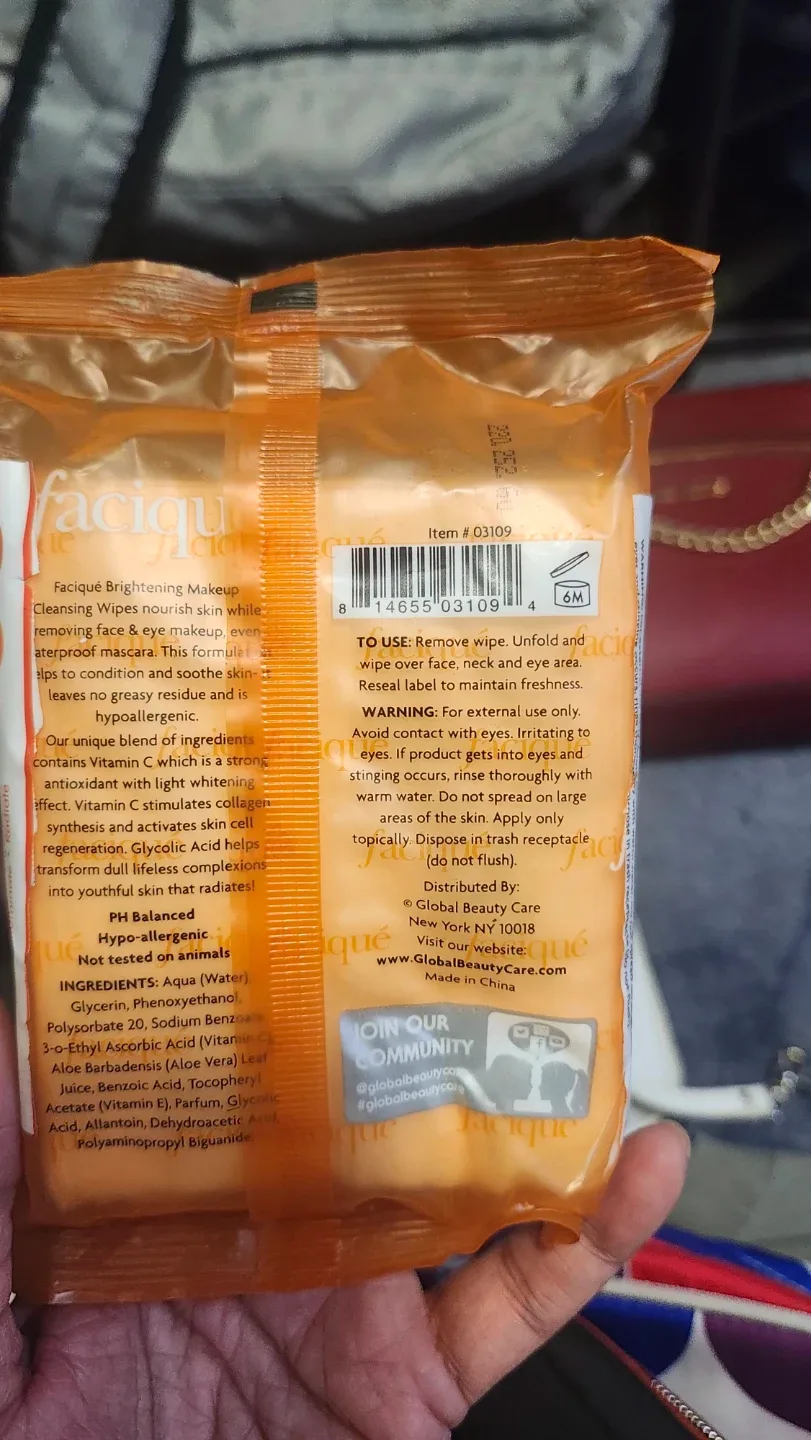 faciqu
Faciqué Brightening Makeup
Cleansing Wipes nourish skin while
removing face & eye makeup, even
aterproof mascara. This formula
elps to condition and soothe skin-
leaves no greasy residue and is
hypoallergenic.
Our unique blend of ingredients
contains Vitamin C which is a strong
antioxidant with light whitening
effect. Vitamin C stimulates collagen
synthesis and activates skin cell
regeneration. Glycolic Acid helps
transform dull lifeless complexions
into youthful skin that radiates!
PH Balanced
Hypo-allergenic
Not tested on animals
INGREDIENTS: Aqua (Water)
Glycerin, Phenoxyethanol,
Polysorbate 20, Sodium Benzoa
3-o-Ethyl Ascorbic Acid (Vitamin C
Aloe Barbadensis (Aloe Vera) Leaf
Juice, Benzoic Acid, Tocopheryl
Acetate (Vitamin E), Parfum, Glycolic
Acid, Allantoin, Dehydroacetic Acid,
Polyaminopropyl Biguanide
Item # 03109
8 14655 03109 4
6M
TO USE: Remove wipe. Unfold and
wipe over face, neck and eye area.
Reseal label to maintain freshness.
WARNING: For external use only.
Avoid contact with eyes. Irritating to
eyes. If product gets into eyes and
stinging occurs, rinse thoroughly with
warm water. Do not spread on large
areas of the skin. Apply only
topically. Dispose in trash receptacle
(do not flush).
Distributed By:
© Global Beauty Care
New York NY 10018
Visit our website:
www.GlobalBeautyCare.com
Made in China
JOIN OUR
COMMUNITY
@globalbeautycare
#globalbeautycare